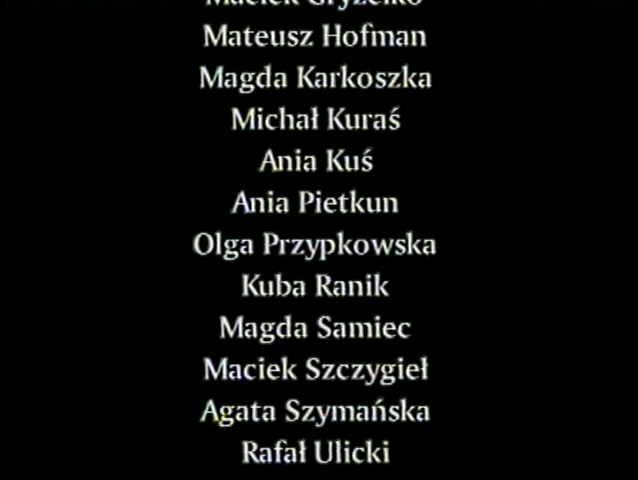 Mateusz Hofman
Magda Karkoszka
Michał Kuraś
Ania Kuś
Ania Pietkun
Olga Przypkowska
Kuba Ranik
Magda Samiec
Maciek Szczygieł
Agata Szymańska
Rafał Ulicki